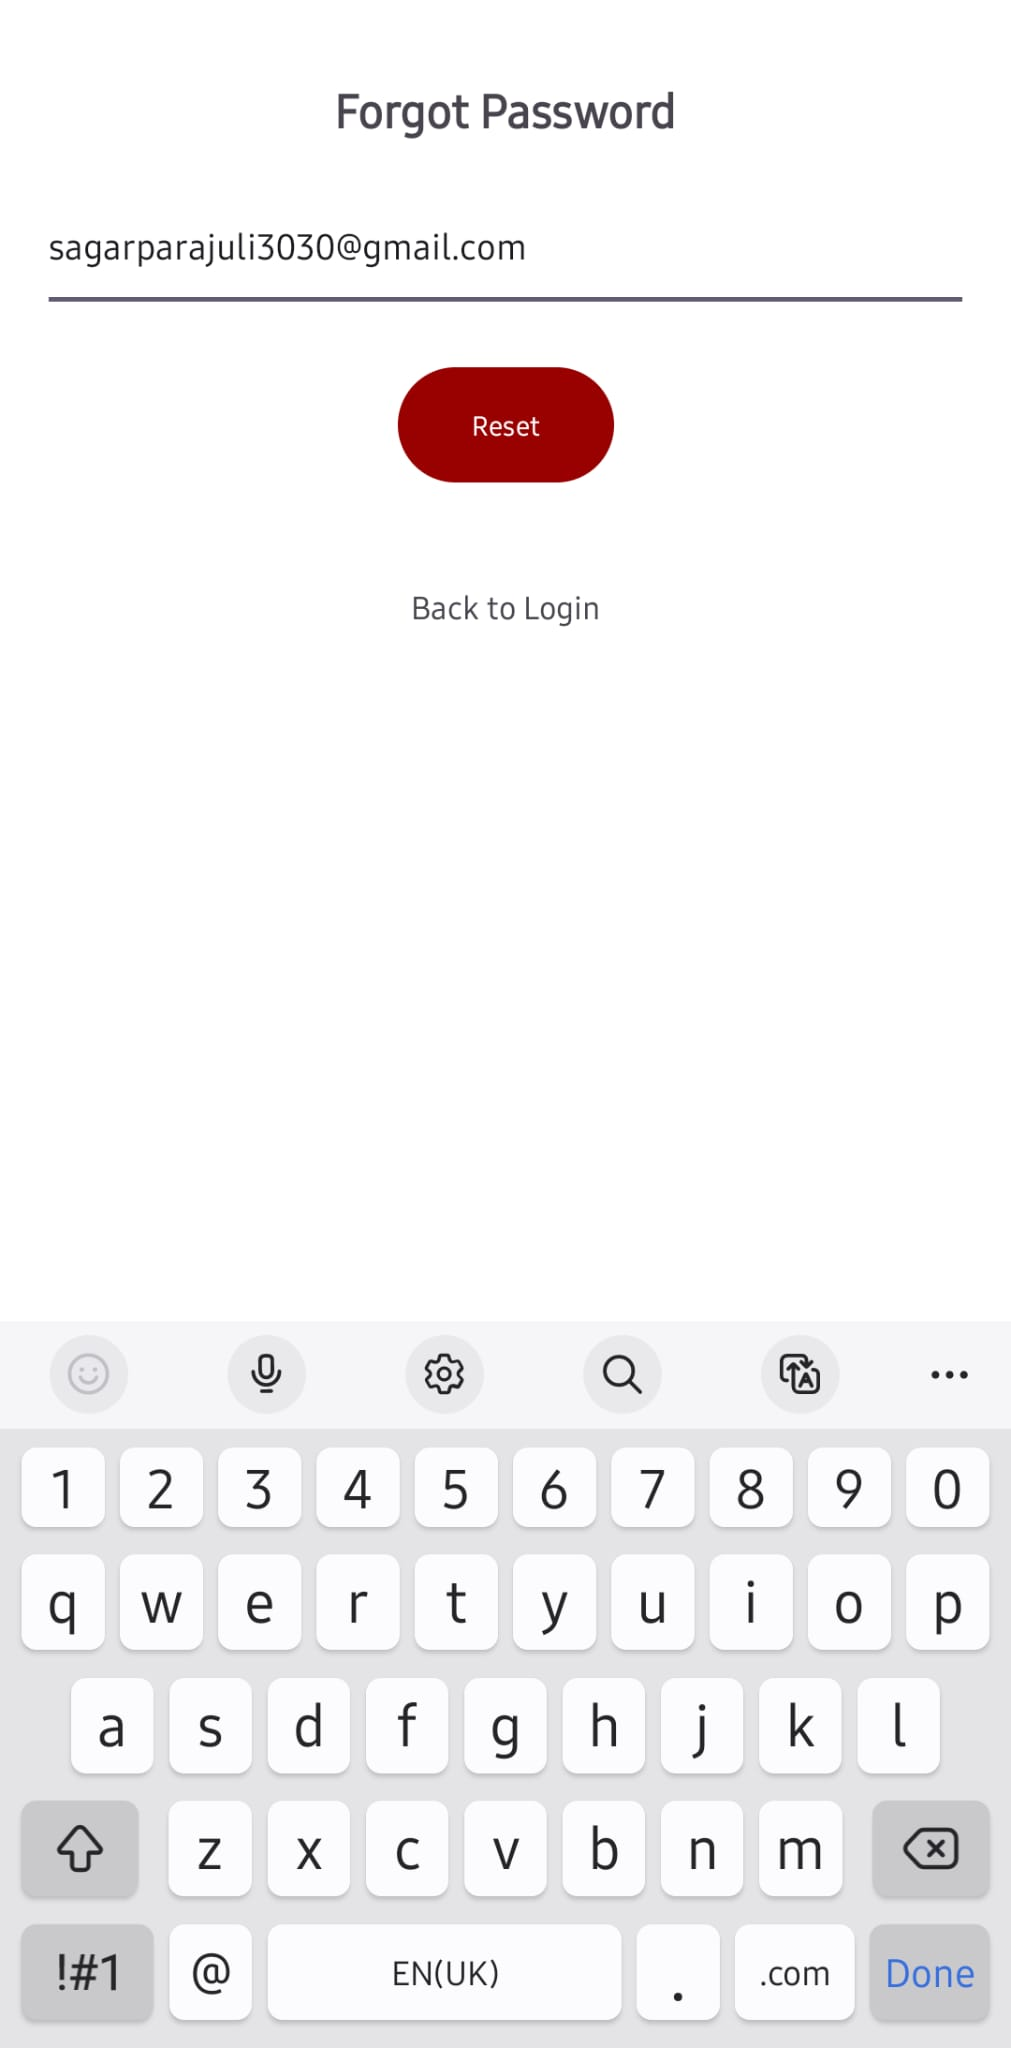 Forgot Password
sagarparajuli3030@gmail.com
Reset
Back to Login
1 2 3 4 5 6 7 8 9 0
q w e r t y u i o p
a s d f g h j k l
z x c v b n m
!#1 @ EN(UK) . .com Done